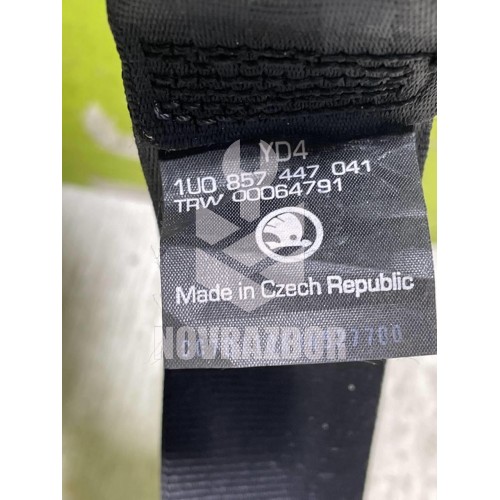 YD4
1U0 857 447 041
TRW 00064791
Made in Czech Republic
NOVRAZBOR